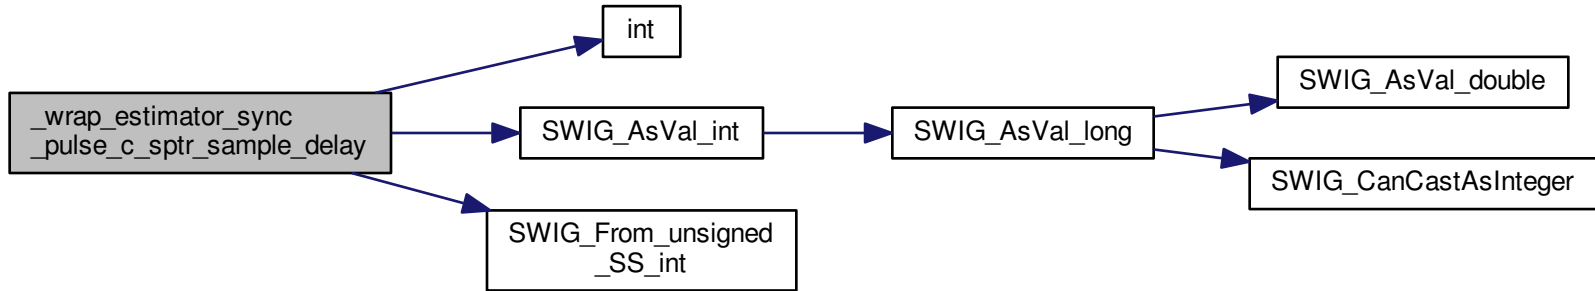 int
_wrap_estimator_sync
_pulse_c_sptr_sample_delay
SWIG_AsVal_int
SWIG_From_unsigned
_SS_int
SWIG_AsVal_long
SWIG_AsVal_double
SWIG_CanCastAsInteger